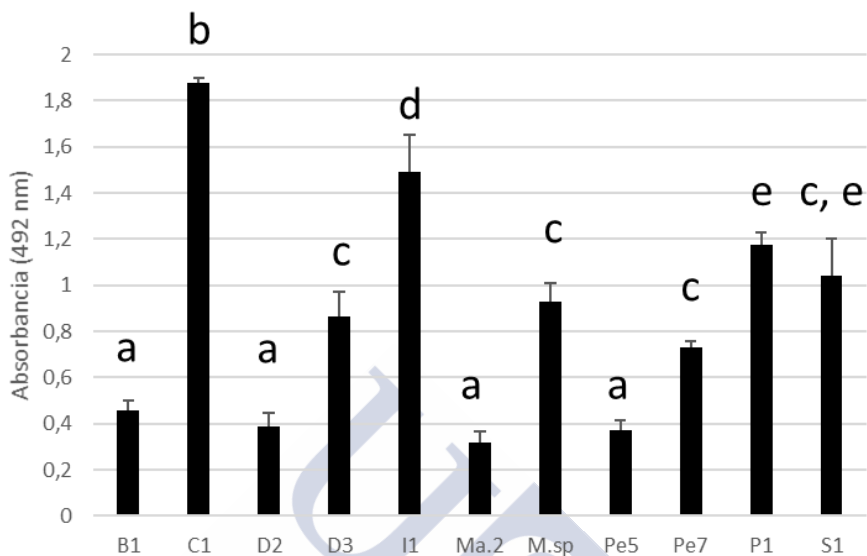 b
2
1,8
d
1,6
1,4
e c, e
1,2
c c
1
c
0,8
a a a a
0,6
0,4
0,2
0
Absorbancia (492 nm)
B1 C1 D2 D3 I1 Ma.2 M.sp Pe5 Pe7 P1 S1